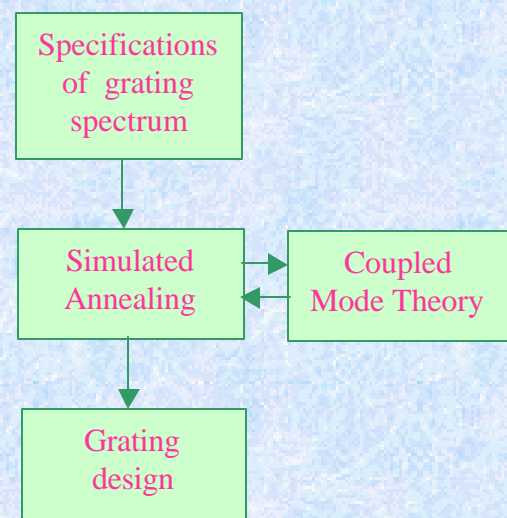 Specifications
of grating
spectrum
Simulated
Annealing
Coupled
Mode Theory
Grating
design